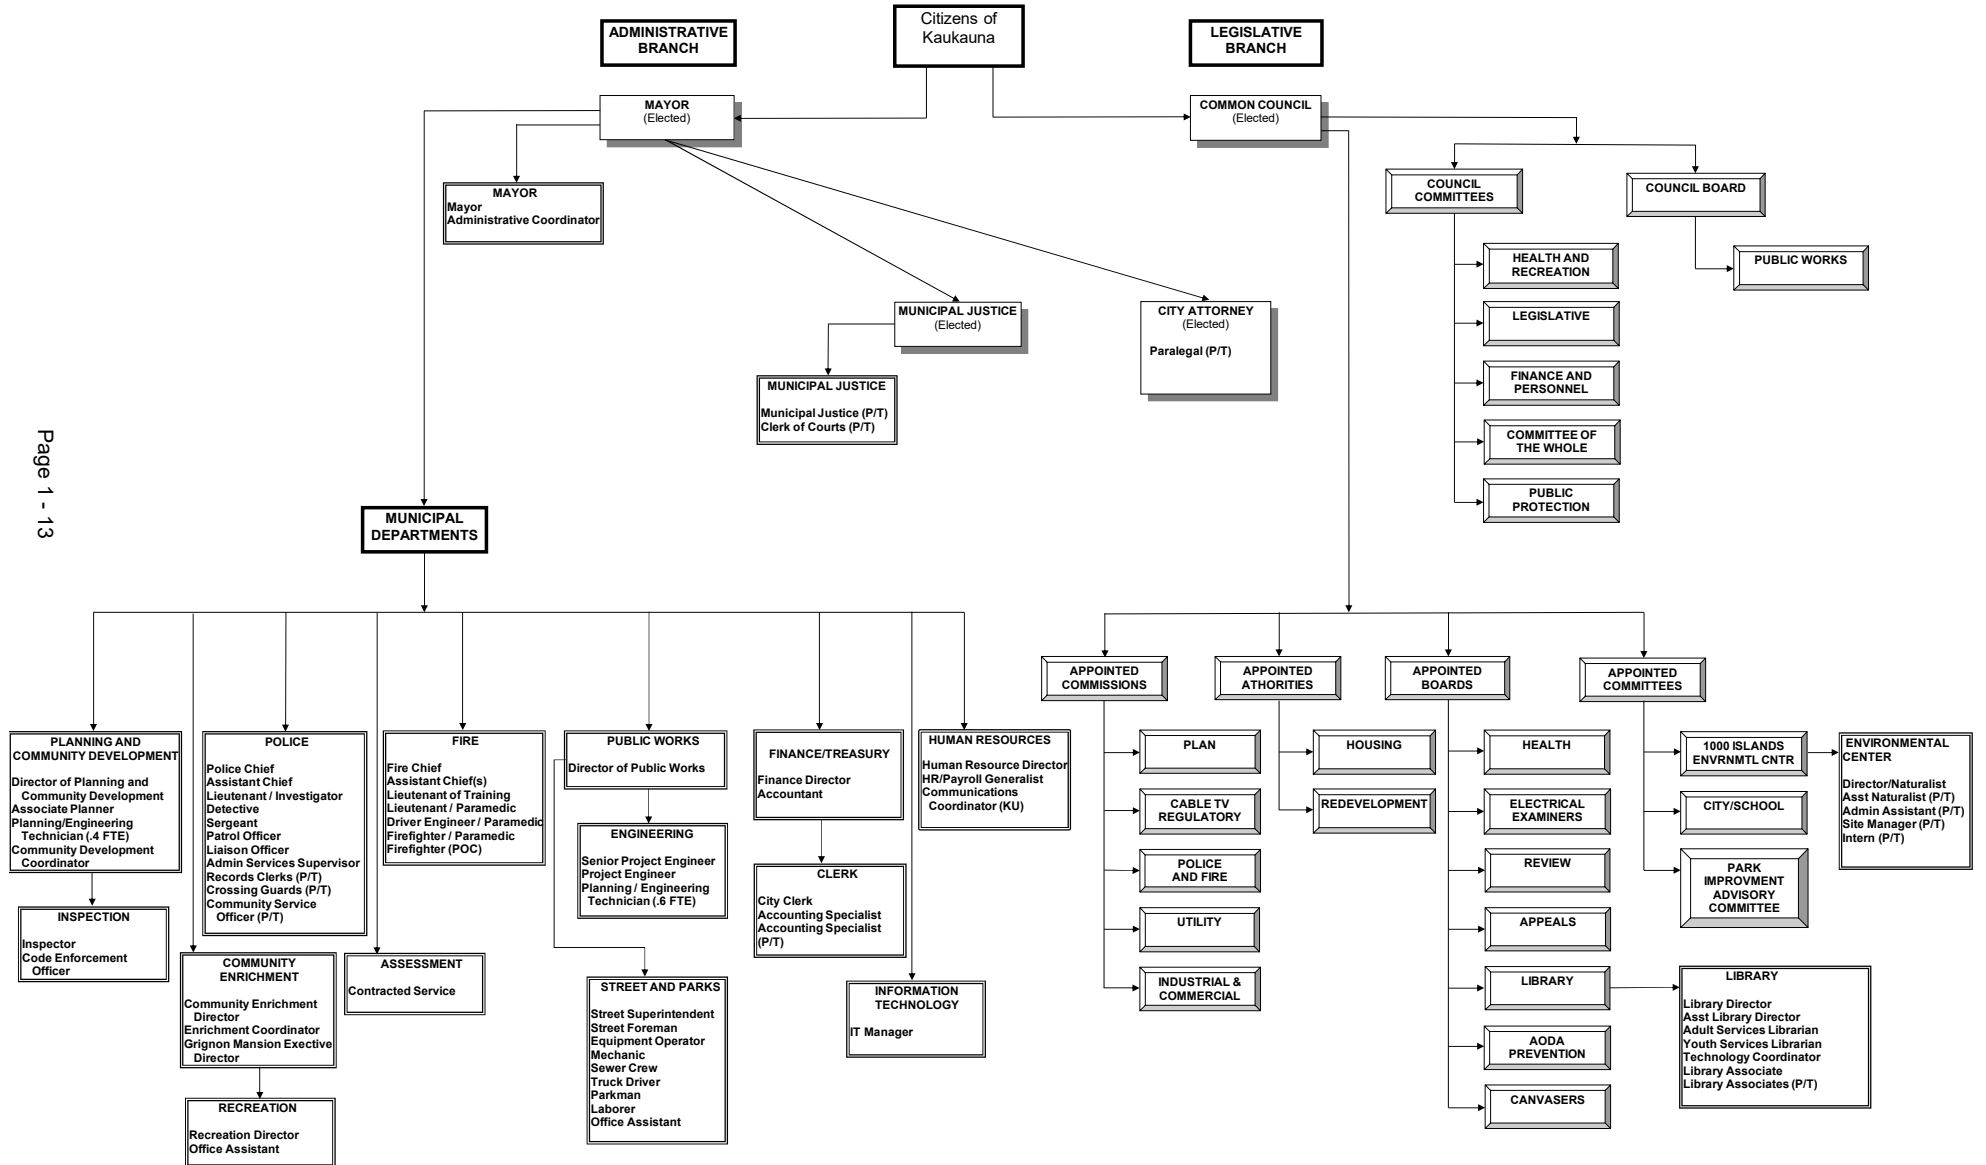 Citizens of
Kaukauna
ADMINISTRATIVE
BRANCH
LEGISLATIVE
BRANCH
MAYOR
(Elected)
COMMON COUNCIL
(Elected)
MAYOR
Mayor
Administrative Coordinator
COUNCIL
COMMITTEES
COUNCIL BOARD
HEALTH AND
RECREATION
PUBLIC WORKS
LEGISLATIVE
FINANCE AND
PERSONNEL
COMMITTEE OF
THE WHOLE
PUBLIC
PROTECTION
MUNICIPAL JUSTICE
(Elected)
CITY ATTORNEY
(Elected)
Paralegal (P/T)
MUNICIPAL JUSTICE
Municipal Justice (P/T)
Clerk of Courts (P/T)
Page 1 - 13
MUNICIPAL
DEPARTMENTS
PLANNING AND
COMMUNITY DEVELOPMENT
Director of Planning and
Community Development
Associate Planner
Planning/Engineering
Technician (.4 FTE)
Community Development
Coordinator
INSPECTION
Inspector
Code Enforcement
Officer
POLICE
Police Chief
Assistant Chief
Lieutenant / Investigator
Detective
Sergeant
Patrol Officer
Liaison Officer
Admin Services Supervisor
Records Clerks (P/T)
Crossing Guards (P/T)
Community Service
Officer (P/T)
COMMUNITY
ENRICHMENT
Community Enrichment
Director
Enrichment Coordinator
Grignon Mansion Exective
Director
RECREATION
Recreation Director
Office Assistant
ASSESSMENT
Contracted Service
FIRE
Fire Chief
Assistant Chief(s)
Lieutenant of Training
Lieutenant / Paramedic
Driver Engineer / Paramedic
Firefighter / Paramedic
Firefighter (POC)
PUBLIC WORKS
Director of Public Works
ENGINEERING
Senior Project Engineer
Project Engineer
Planning / Engineering
Technician (.6 FTE)
STREET AND PARKS
Street Superintendent
Street Foreman
Equipment Operator
Mechanic
Sewer Crew
Truck Driver
Parkman
Laborer
Office Assistant
FINANCE/TREASURY
Finance Director
Accountant
CLERK
City Clerk
Accounting Specialist
Accounting Specialist
(P/T)
INFORMATION
TECHNOLOGY
IT Manager
HUMAN RESOURCES
Human Resource Director
HR/Payroll Generalist
Communications
Coordinator (KU)
APPOINTED
COMMISSIONS
PLAN
CABLE TV
REGULATORY
POLICE
AND FIRE
UTILITY
INDUSTRIAL &
COMMERCIAL
APPOINTED
ATHORITIES
HOUSING
REDEVELOPMENT
APPOINTED
BOARDS
HEALTH
ELECTRICAL
EXAMINERS
REVIEW
APPEALS
LIBRARY
AODA
PREVENTION
CANVASERS
APPOINTED
COMMITTEES
1000 ISLANDS
ENVRNMTL CNTR
CITY/SCHOOL
PARK
IMPROVMENT
ADVISORY
COMMITTEE
ENVIRONMENTAL
CENTER
Director/Naturalist
Asst Naturalist (P/T)
Admin Assistant (P/T)
Site Manager (P/T)
Intern (P/T)
LIBRARY
Library Director
Asst Library Director
Adult Services Librarian
Youth Services Librarian
Technology Coordinator
Library Associate
Library Associates (P/T)